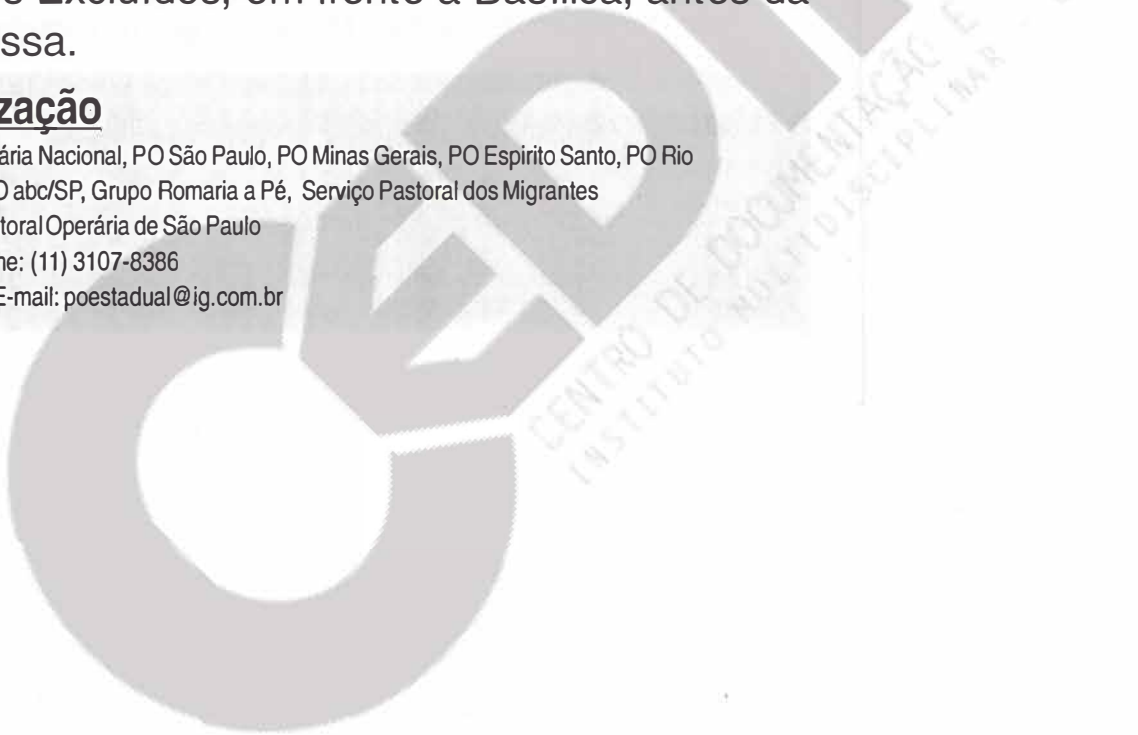 s Excluídos, em frente a Basílica, antes da
ssa.
zação
ária Nacional, PO São Paulo, PO Minas Gerais, PO Espirito Santo, PO Rio
O abc/SP, Grupo Romaria a Pé, Serviço Pastoral dos Migrantes
toral Operária de São Paulo
ne: (11) 3107-8386
E-mail: poestadual@ig.com.br
CEDI
CENTRO DE DOCUMENTAÇÃO E
INSTITUTO MULTIDISCIPLINAR